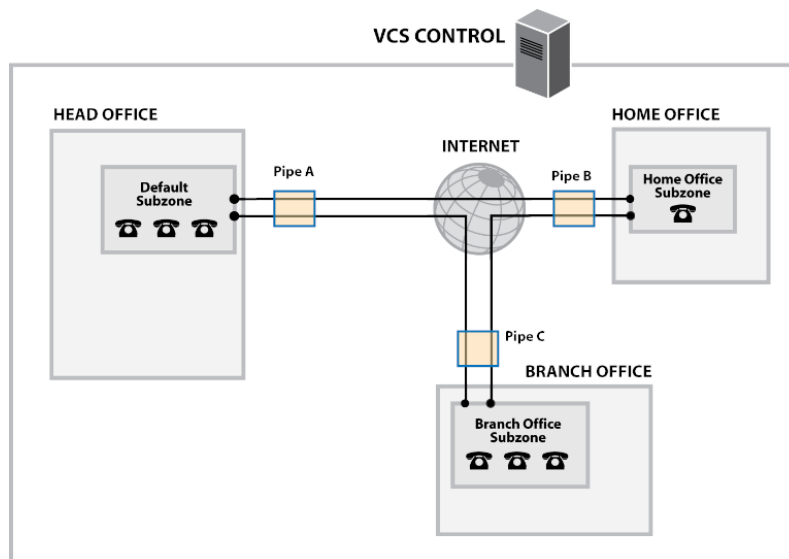 VCS CONTROL
HEAD OFFICE
Default
Subzone
Pipe A
INTERNET
Pipe B
HOME OFFICE
Home Office
Subzone
Pipe C
BRANCH OFFICE
Branch Office
Subzone